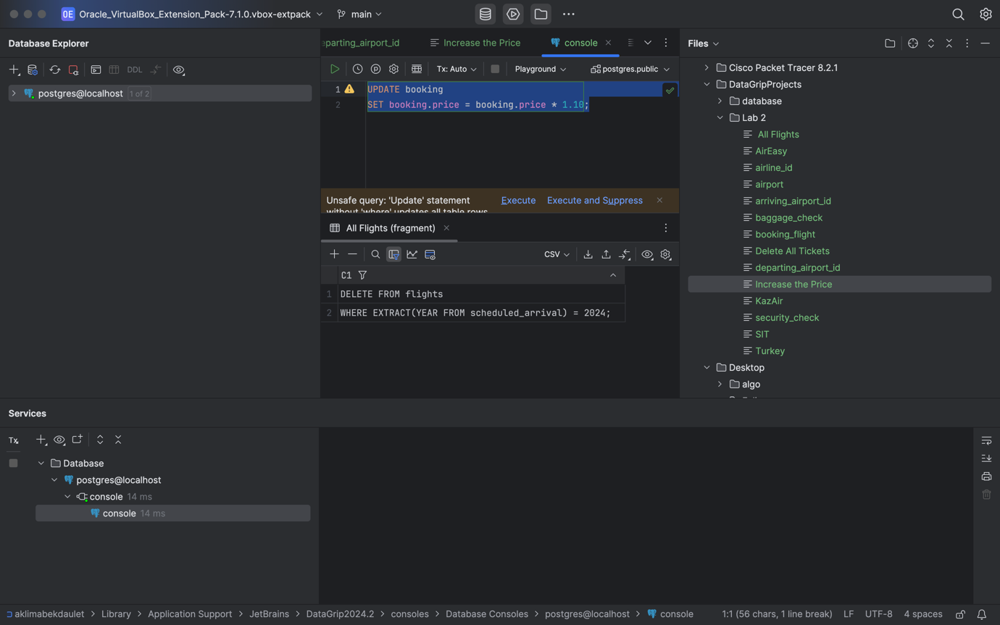 OE Oracle_VirtualBox_Extension_Pack-7.1.0.vbox-extpack main
Database Explorer
DDL
postgres@localhost 1 of 2
parting_airport_id Increase the Price console
Tx: Auto Playground postgres.public
1 UPDATE booking
2 SET booking.price = booking.price * 1.10;
Unsafe query: 'Update' statement Execute Execute and Suppress
without 'where' updates all table rows
All Flights (fragment)
CSV
C1
1 DELETE FROM flights
2 WHERE EXTRACT(YEAR FROM scheduled_arrival) = 2024;
Files
Cisco Packet Tracer 8.2.1
DataGripProjects
database
Lab 2
All Flights
AirEasy
airline_id
airport
arriving_airport_id
baggage_check
booking_flight
Delete All Tickets
departing_airport_id
Increase the Price
KazAir
security_check
SIT
Turkey
Desktop
algo
Services
Tx
Database
postgres@localhost
console 14 ms
console 14 ms
aklimabekdaulet Library Application Support JetBrains DataGrip2024.2 consoles Database Consoles postgres@localhost console 1:1 (56 chars, 1 line break) LF UTF-8 4 spaces